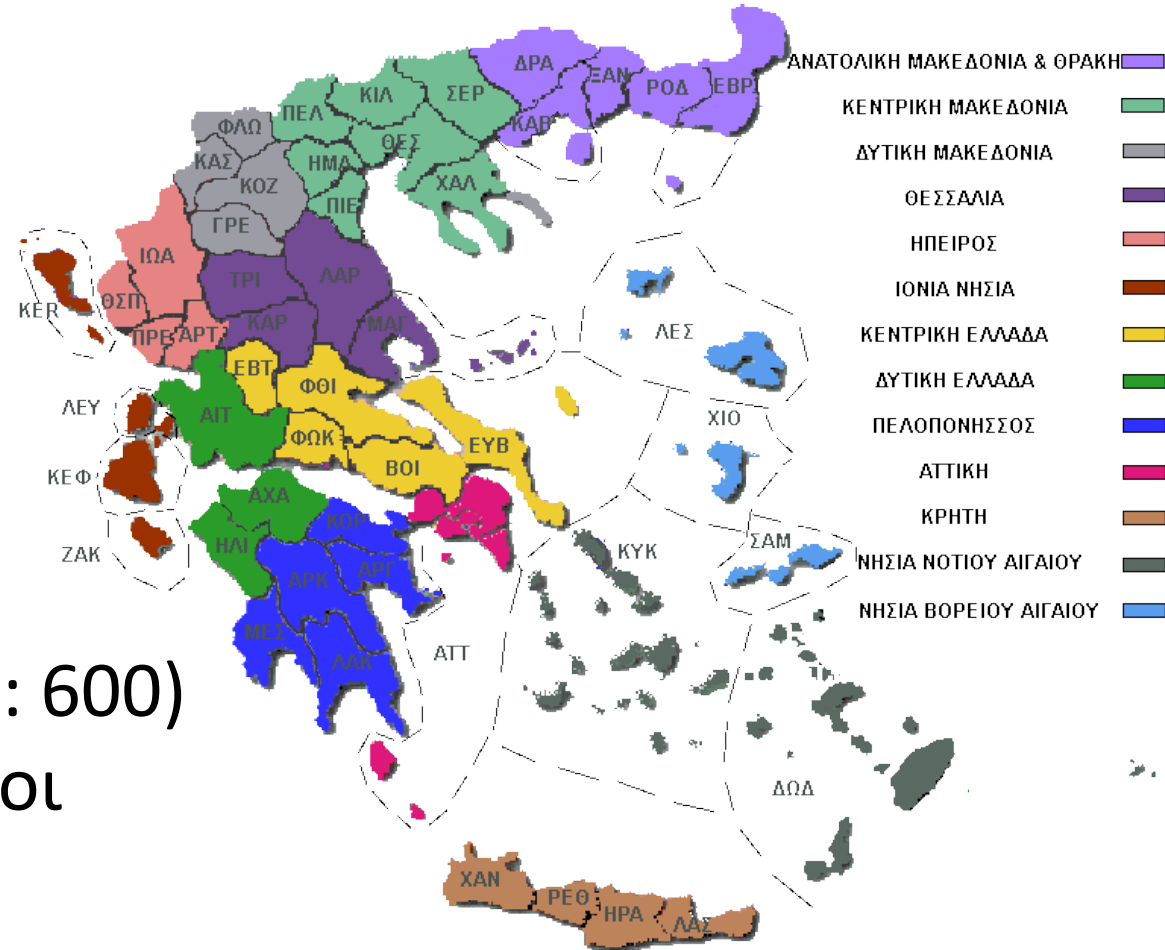 ΑΝΑΤΟΛΙΚΗ ΜΑΚΕΔΟΝΙΑ & ΘΡΑΚΗ
ΚΕΝΤΡΙΚΗ ΜΑΚΕΔΟΝΙΑ
ΔΥΤΙΚΗ ΜΑΚΕΔΟΝΙΑ
ΘΕΣΣΑΛΙΑ
ΗΠΕΙΡΟΣ
ΙΟΝΙΑ ΝΗΣΙΑ
ΚΕΝΤΡΙΚΗ ΕΛΛΑΔΑ
ΔΥΤΙΚΗ ΕΛΛΑΔΑ
ΠΕΛΟΠΟΝΗΣΣΟΣ
ΑΤΤΙΚΗ
ΚΡΗΤΗ
ΝΗΣΙΑ ΝΟΤΙΟΥ ΑΙΓΑΙΟΥ
ΝΗΣΙΑ ΒΟΡΕΙΟΥ ΑΙΓΑΙΟΥ
ΔΡΑ
ΞΑΝ
ΡΟΔ
ΕΒΡ
ΚΑΒ
ΣΕΡ
ΚΙΛ
ΠΕΛ
ΘΕΣ
ΗΜΑ
ΠΙΕ
ΧΑΛ
ΦΛΩ
ΚΑΣ
ΚΟΖ
ΓΡΕ
ΙΩΑ
ΘΣΠ
ΠΡΕ
ΑΡΤ
ΚΕR
ΤΡΙ
ΛΑΡ
ΚΑΡ
ΜΑΓ
ΛΕΣ
ΕΒΤ
ΦΘΙ
ΛΕΥ
ΑΙΤ
ΦΩΚ
ΒΟΙ
ΕΥΒ
ΧΙΟ
ΚΕΦ
ΑΧΑ
ΚΟΡ
ΗΛΙ
ΖΑΚ
ΑΡΚ
ΑΡΓ
ΚΥΚ
ΣΑΜ
ΜΕΣ
ΛΑΚ
ΑΤΤ
: 600)
οι
ΔΩΔ
ΧΑΝ
ΡΕΘ
ΗΡΑ
ΛΑΣ